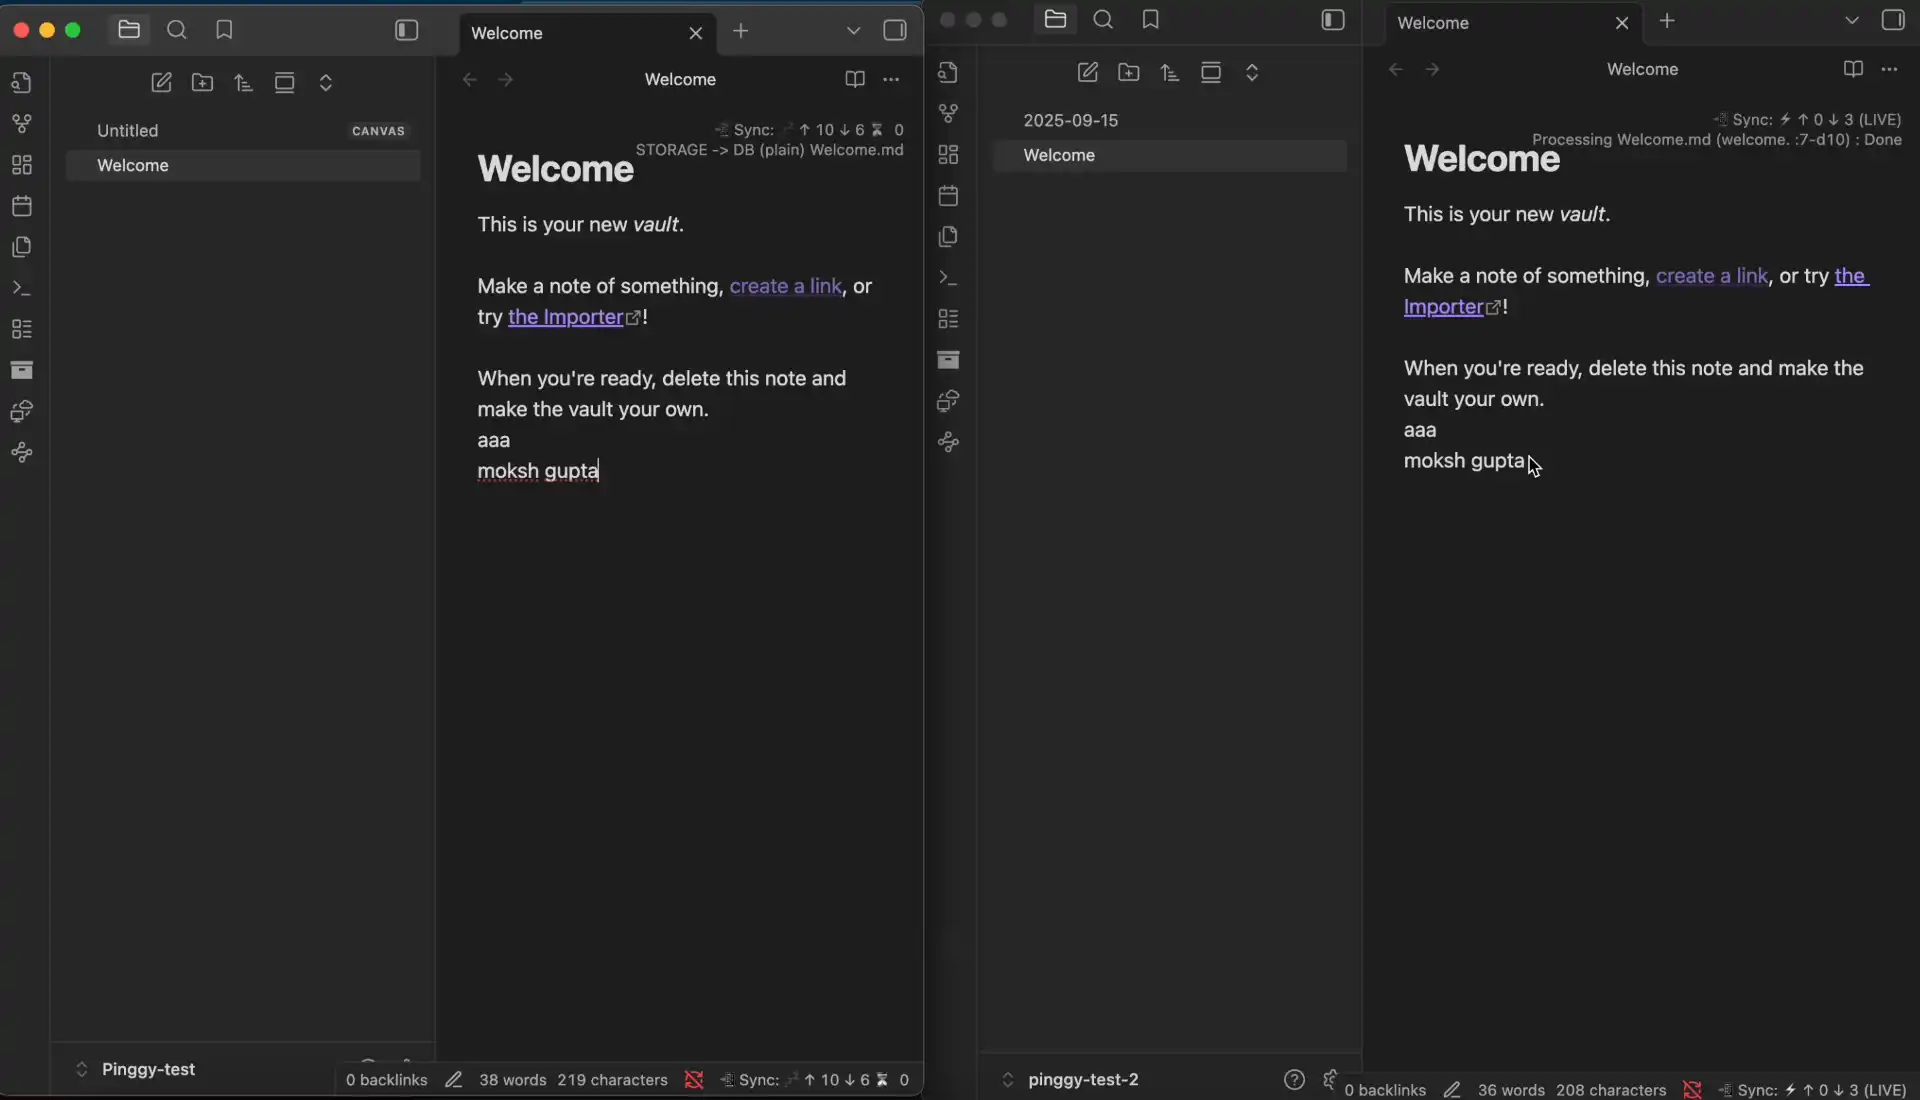 Welcome
Welcome
Untitled CANVAS
Welcome
Sync: ↑ 10 ↓ 6 ⏳ 0
STORAGE -> DB (plain) Welcome.md
Welcome
This is your new vault.
Make a note of something, create a link, or
try the Importer!
When you're ready, delete this note and
make the vault your own.
aaa
moksh gupta
Pinggy-test
0 backlinks 38 words 219 characters Sync: ↑ 10 ↓ 6 ⏳ 0
Welcome
Welcome
2025-09-15
Welcome
Sync: ⚡ ↑ 0 ↓ 3 (LIVE)
Processing Welcome.md (welcome. :7-d10) : Done
Welcome
This is your new vault.
Make a note of something, create a link, or try the
Importer!
When you're ready, delete this note and make the
vault your own.
aaa
moksh gupta
pinggy-test-2
0 backlinks 36 words 208 characters Sync: ⚡ ↑ 0 ↓ 3 (LIVE)